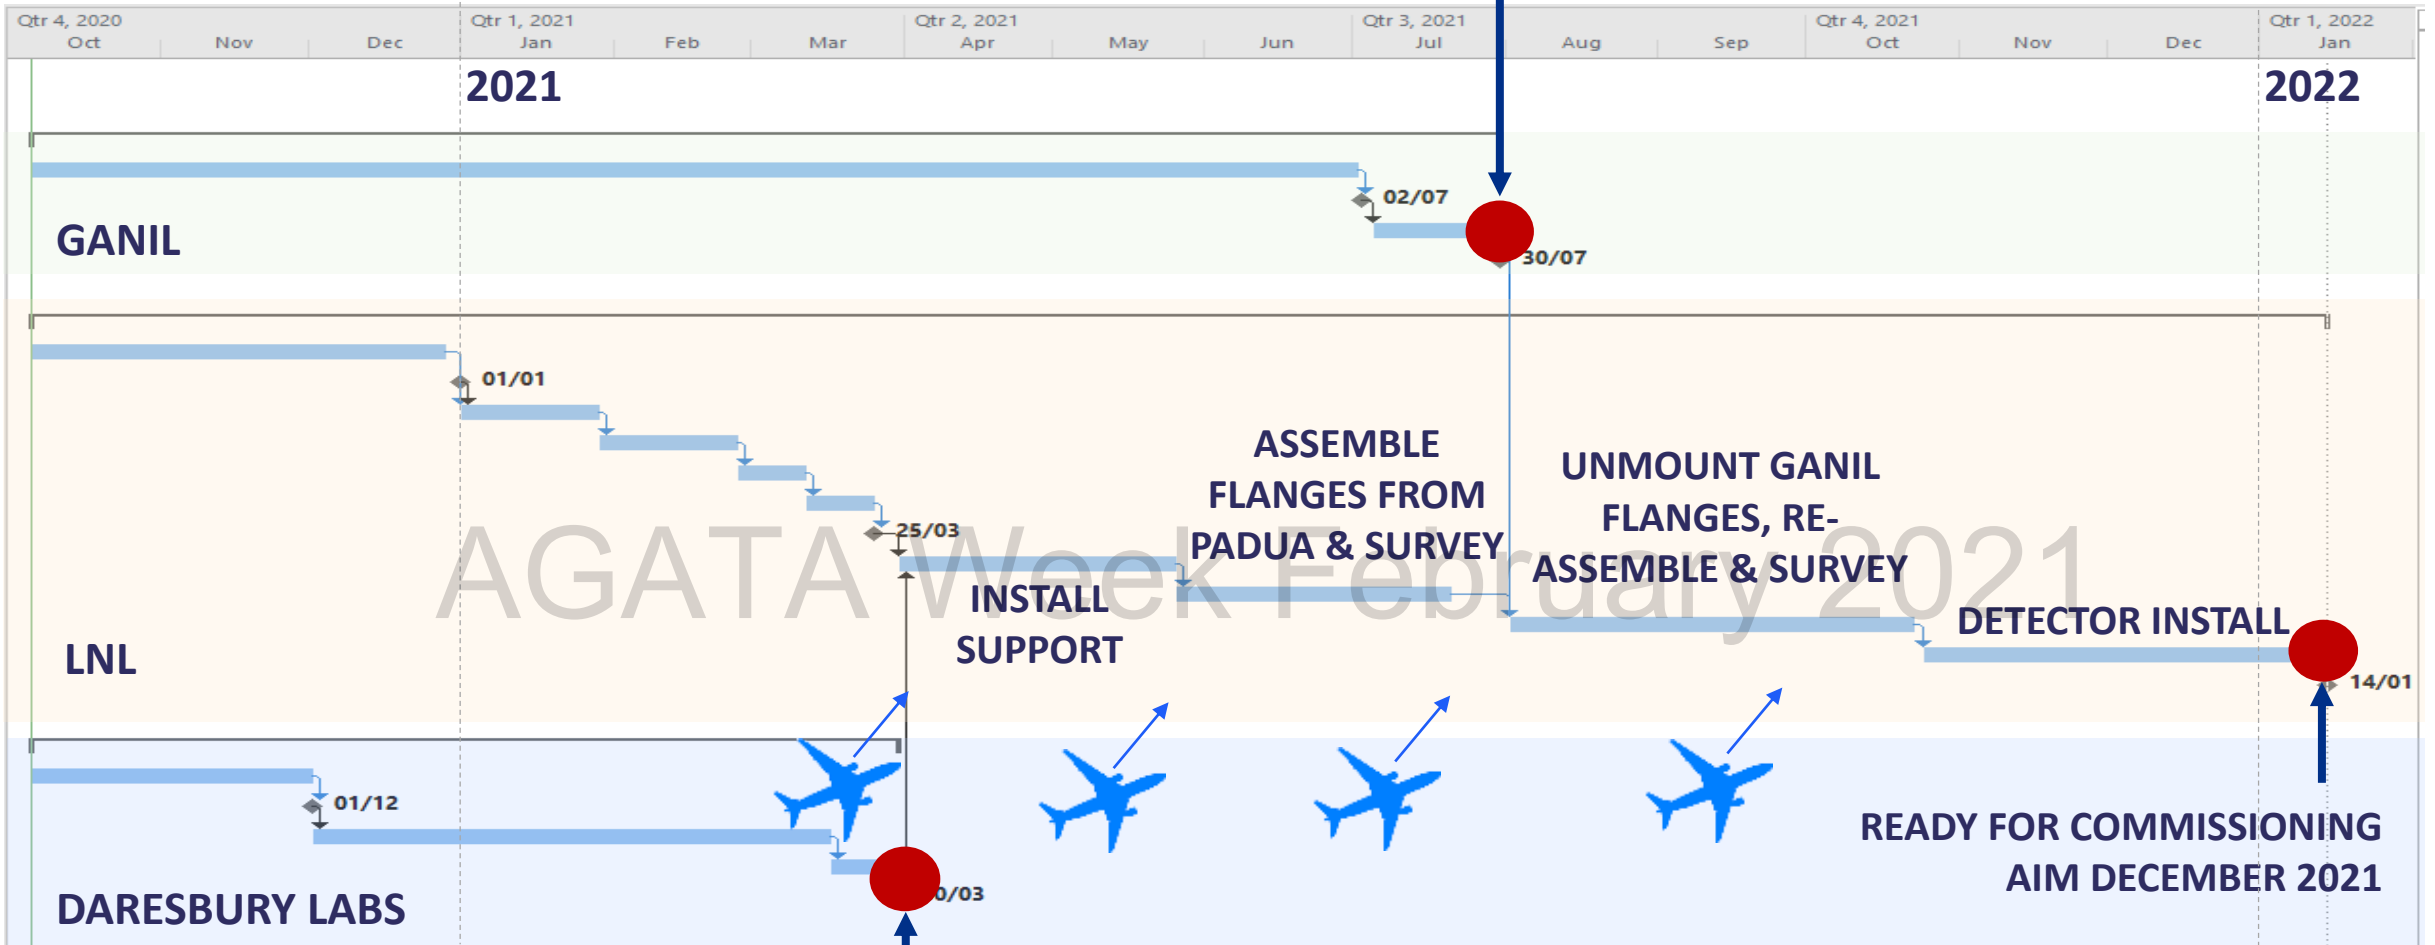 Qtr 4, 2020 Qtr 1, 2021 Qtr 2, 2021 Qtr 3, 2021 Qtr 4, 2021 Qtr 1, 2022
Oct Nov Dec Jan Feb Mar Apr May Jun Jul Aug Sep Oct Nov Dec Jan
2021 2022
02/07
GANIL
30/07
01/01
ASSEMBLE
FLANGES FROM
PADUA & SURVEY
UNMOUNT GANIL
FLANGES, RE-
ASSEMBLE & SURVEY
25/03
AGATA Week February 2021
INSTALL
SUPPORT
DETECTOR INSTALL
LNL
14/01
01/12
READY FOR COMMISSIONING
AIM DECEMBER 2021
0/03
DARESBURY LABS